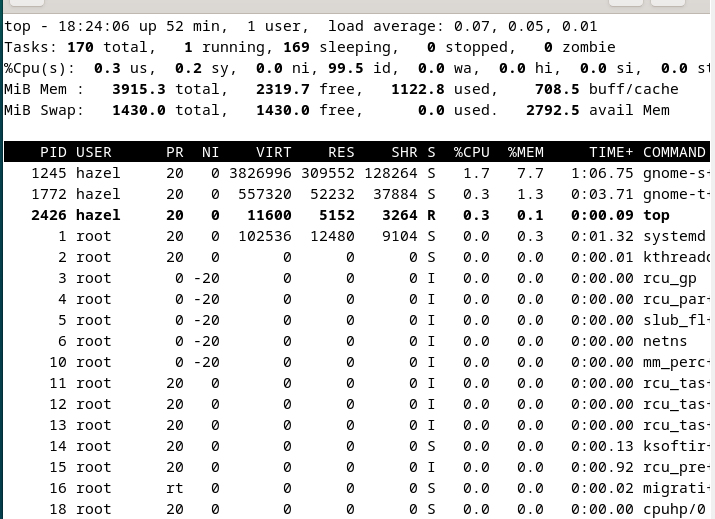 top - 18:24:06 up 52 min,  1 user,  load average: 0.07, 0.05, 0.01
Tasks: 170 total,   1 running, 169 sleeping,   0 stopped,   0 zombie
%Cpu(s):  0.3 us,  0.2 sy,  0.0 ni, 99.5 id,  0.0 wa,  0.0 hi,  0.0 si,  0.0 st
MiB Mem :   3915.3 total,   2319.7 free,   1122.8 used,    708.5 buff/cache
MiB Swap:   1430.0 total,   1430.0 free,      0.0 used.   2792.5 avail Mem
PID USER      PR  NI    VIRT    RES    SHR S  %CPU  %MEM     TIME+ COMMAND
1245 hazel     20   0 3826996 309552 128264 S   1.7   7.7   1:06.75 gnome-s+
1772 hazel     20   0  557320  52232  37884 S   0.3   1.3   0:03.71 gnome-t+
2426 hazel     20   0   11600   5152   3264 R   0.3   0.1   0:00.09 top
1 root      20   0  102536  12480   9104 S   0.0   0.3   0:01.32 systemd
2 root      20   0       0      0      0 S   0.0   0.0   0:00.01 kthreadd
3 root       0 -20       0      0      0 I   0.0   0.0   0:00.00 rcu_gp
4 root       0 -20       0      0      0 I   0.0   0.0   0:00.00 rcu_par+
5 root       0 -20       0      0      0 I   0.0   0.0   0:00.00 slub_fl+
6 root       0 -20       0      0      0 I   0.0   0.0   0:00.00 netns
10 root       0 -20       0      0      0 I   0.0   0.0   0:00.00 mm_perc+
11 root      20   0       0      0      0 I   0.0   0.0   0:00.00 rcu_tas+
12 root      20   0       0      0      0 I   0.0   0.0   0:00.00 rcu_tas+
13 root      20   0       0      0      0 I   0.0   0.0   0:00.00 rcu_tas+
14 root      20   0       0      0      0 S   0.0   0.0   0:00.13 ksoftir+
15 root      20   0       0      0      0 I   0.0   0.0   0:00.92 rcu_pre+
16 root      rt   0       0      0      0 S   0.0   0.0   0:00.02 migrati+
18 root      20   0       0      0      0 S   0.0   0.0   0:00.00 cpuhp/0